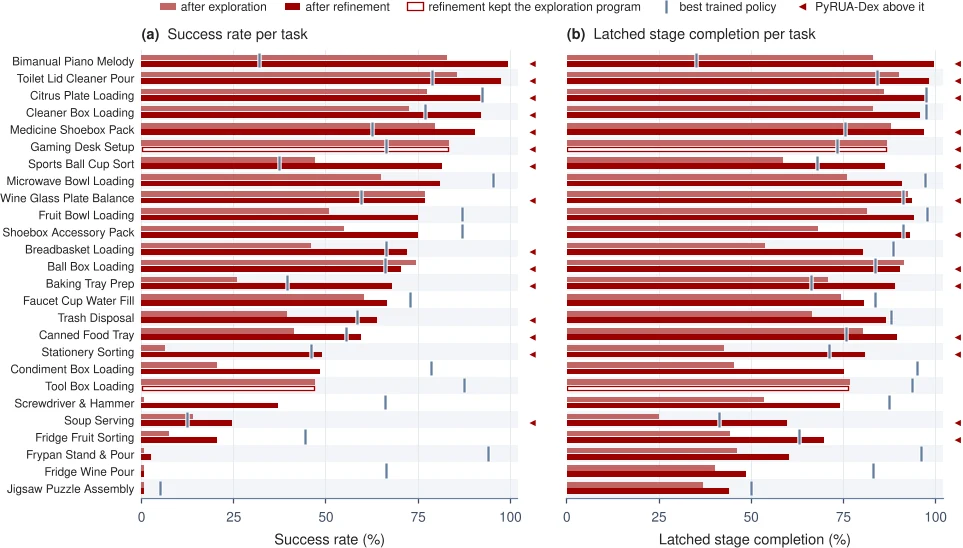 after exploration after refinement refinement kept the exploration program best trained policy PyRUA-Dex above it
(a) Success rate per task (b) Latched stage completion per task
Bimanual Piano Melody
Toilet Lid Cleaner Pour
Citrus Plate Loading
Cleaner Box Loading
Medicine Shoebox Pack
Gaming Desk Setup
Sports Ball Cup Sort
Microwave Bowl Loading
Wine Glass Plate Balance
Fruit Bowl Loading
Shoebox Accessory Pack
Breadbasket Loading
Ball Box Loading
Baking Tray Prep
Faucet Cup Water Fill
Trash Disposal
Canned Food Tray
Stationery Sorting
Condiment Box Loading
Tool Box Loading
Screwdriver & Hammer
Soup Serving
Fridge Fruit Sorting
Frypan Stand & Pour
Fridge Wine Pour
Jigsaw Puzzle Assembly
0 25 50 75 100 0 25 50 75 100
Success rate (%) Latched stage completion (%)